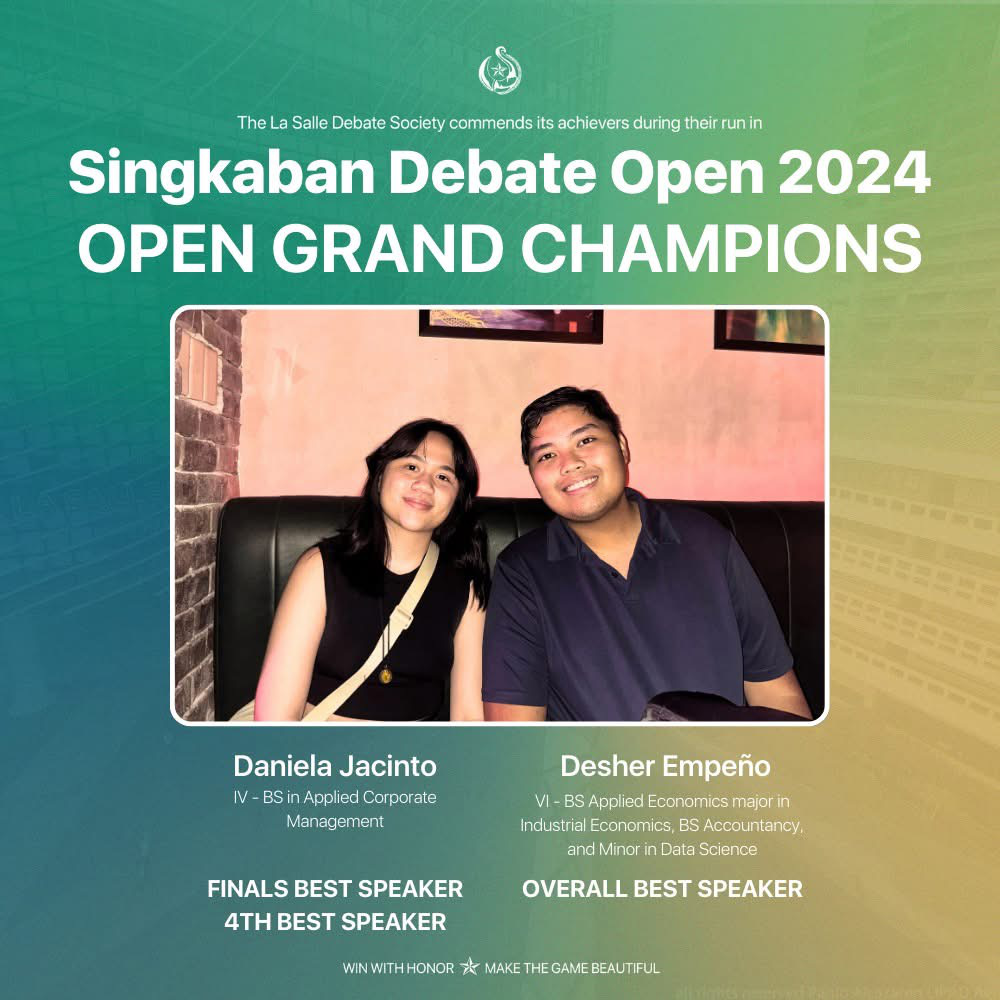 The La Salle Debate Society commends its achievers during their run in
Singkaban Debate Open 2024
OPEN GRAND CHAMPIONS
Daniela Jacinto
IV - BS in Applied Corporate
Management
FINALS BEST SPEAKER
4TH BEST SPEAKER
Desher Empeño
VI - BS Applied Economics major in
Industrial Economics, BS Accountancy,
and Minor in Data Science
OVERALL BEST SPEAKER
WIN WITH HONOR MAKE THE GAME BEAUTIFUL